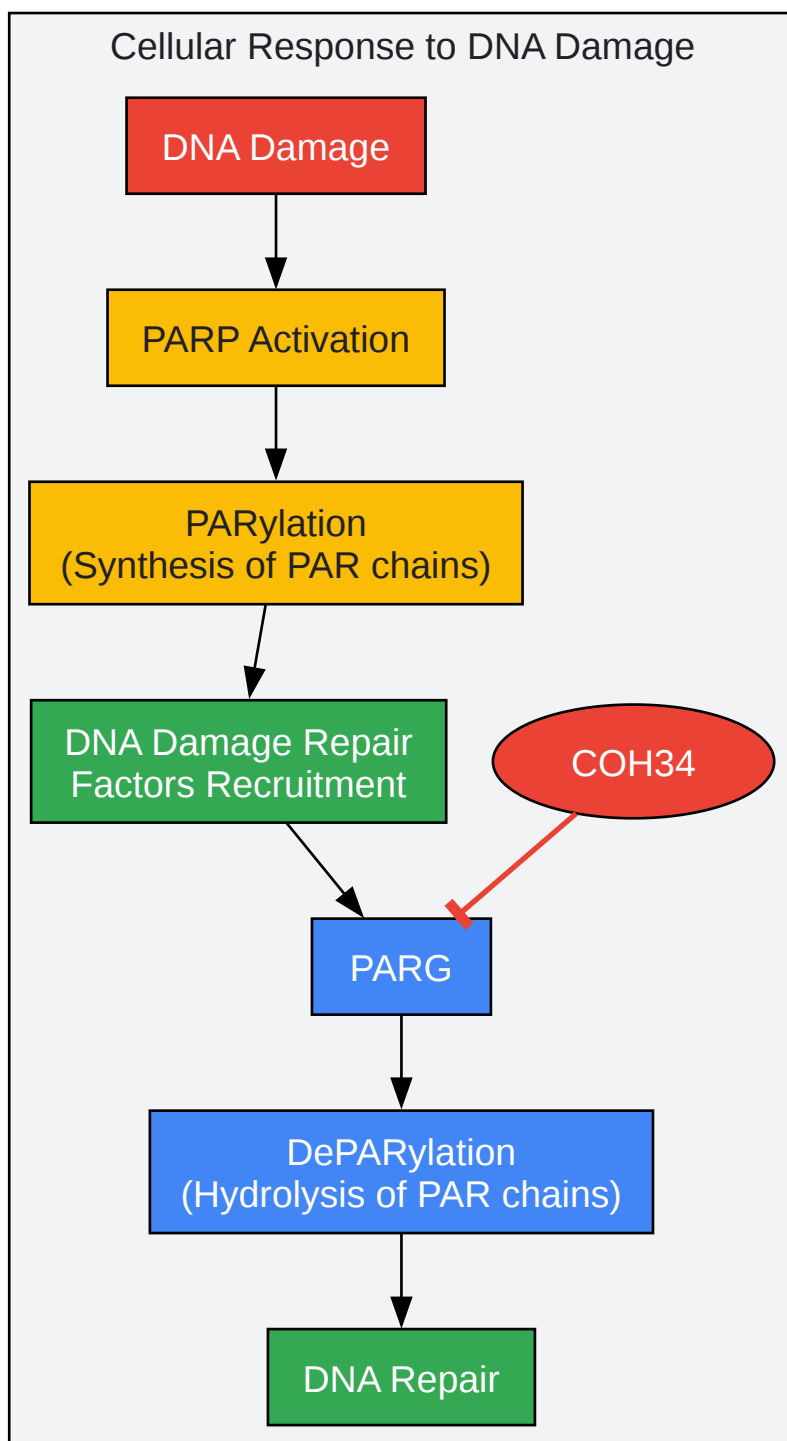 Cellular Response to DNA Damage
DNA Damage
PARP Activation
PARylation
(Synthesis of PAR chains)
DNA Damage Repair
Factors Recruitment
COH34
PARG
DePARylation
(Hydrolysis of PAR chains)
DNA Repair